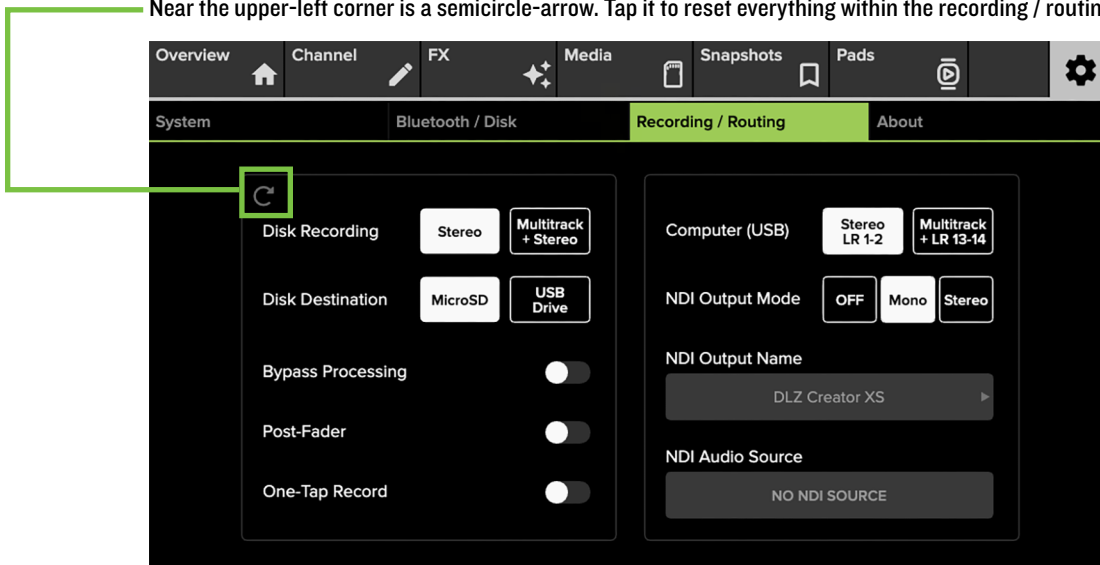 Near the upper-left corner is a semicircle-arrow. Tap it to reset everything within the recording / routin
Overview Channel FX Media Snapshots Pads
System Bluetooth / Disk Recording / Routing About
Disk Recording
Stereo
Multitrack
+ Stereo
Disk Destination
MicroSD
USB
Drive
Bypass Processing
Post-Fader
One-Tap Record
Computer (USB)
Stereo
LR 1-2
Multitrack
+ LR 13-14
NDI Output Mode
OFF Mono Stereo
NDI Output Name
DLZ Creator XS
NDI Audio Source
NO NDI SOURCE